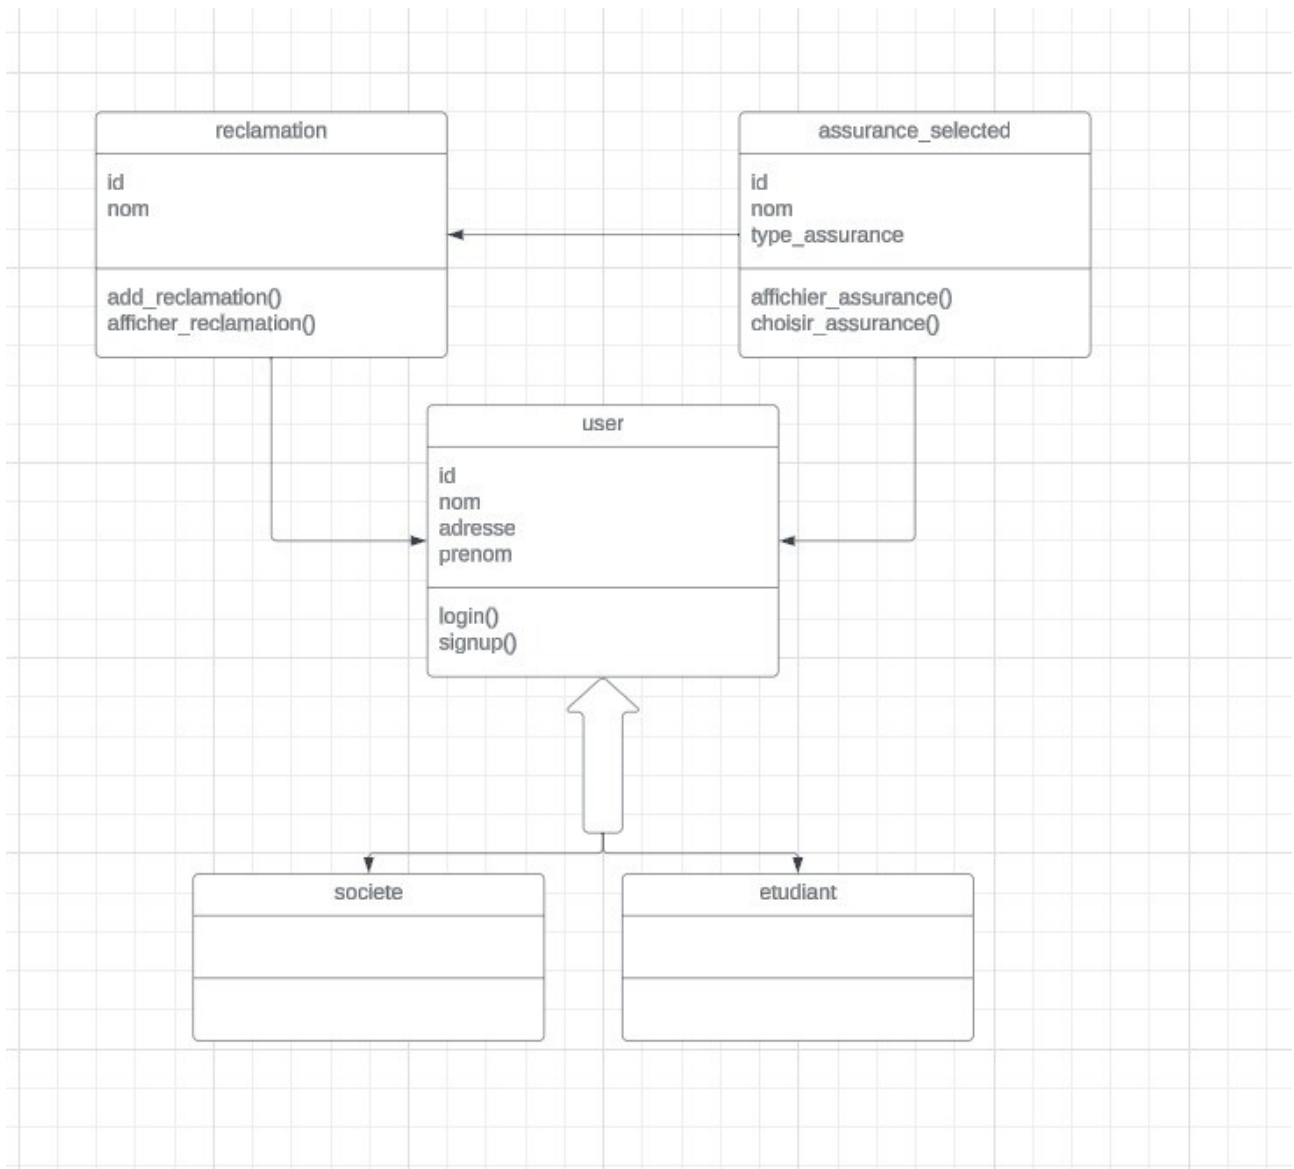 reclamation
id
nom
add_reclamation()
afficher_reclamation()
assurance_selected
id
nom
type_assurance
affichier_assurance()
choisir_assurance()
user
id
nom
adresse
prenom
login()
signup()
societe
etudiant